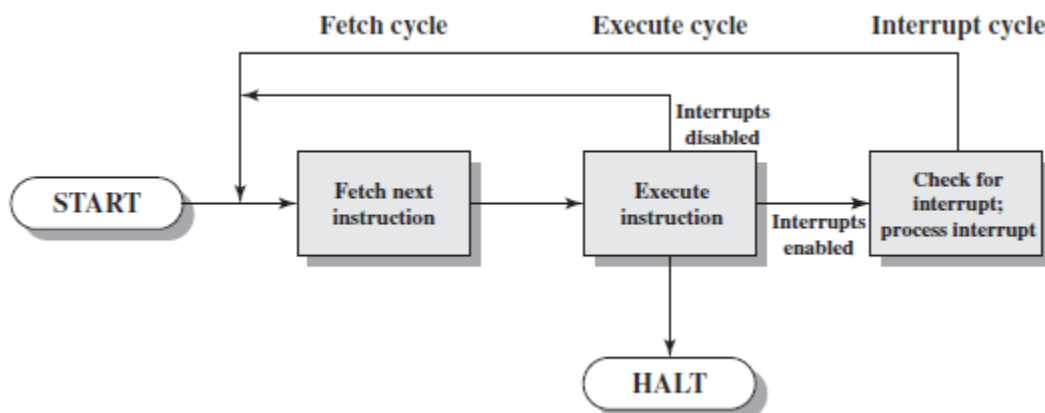 Fetch cycle
Execute cycle
Interrupt cycle
Interrupts
disabled
START
Fetch next
instruction
Execute
instruction
Interrupts
enabled
Check for
interrupt;
process interrupt
HALT